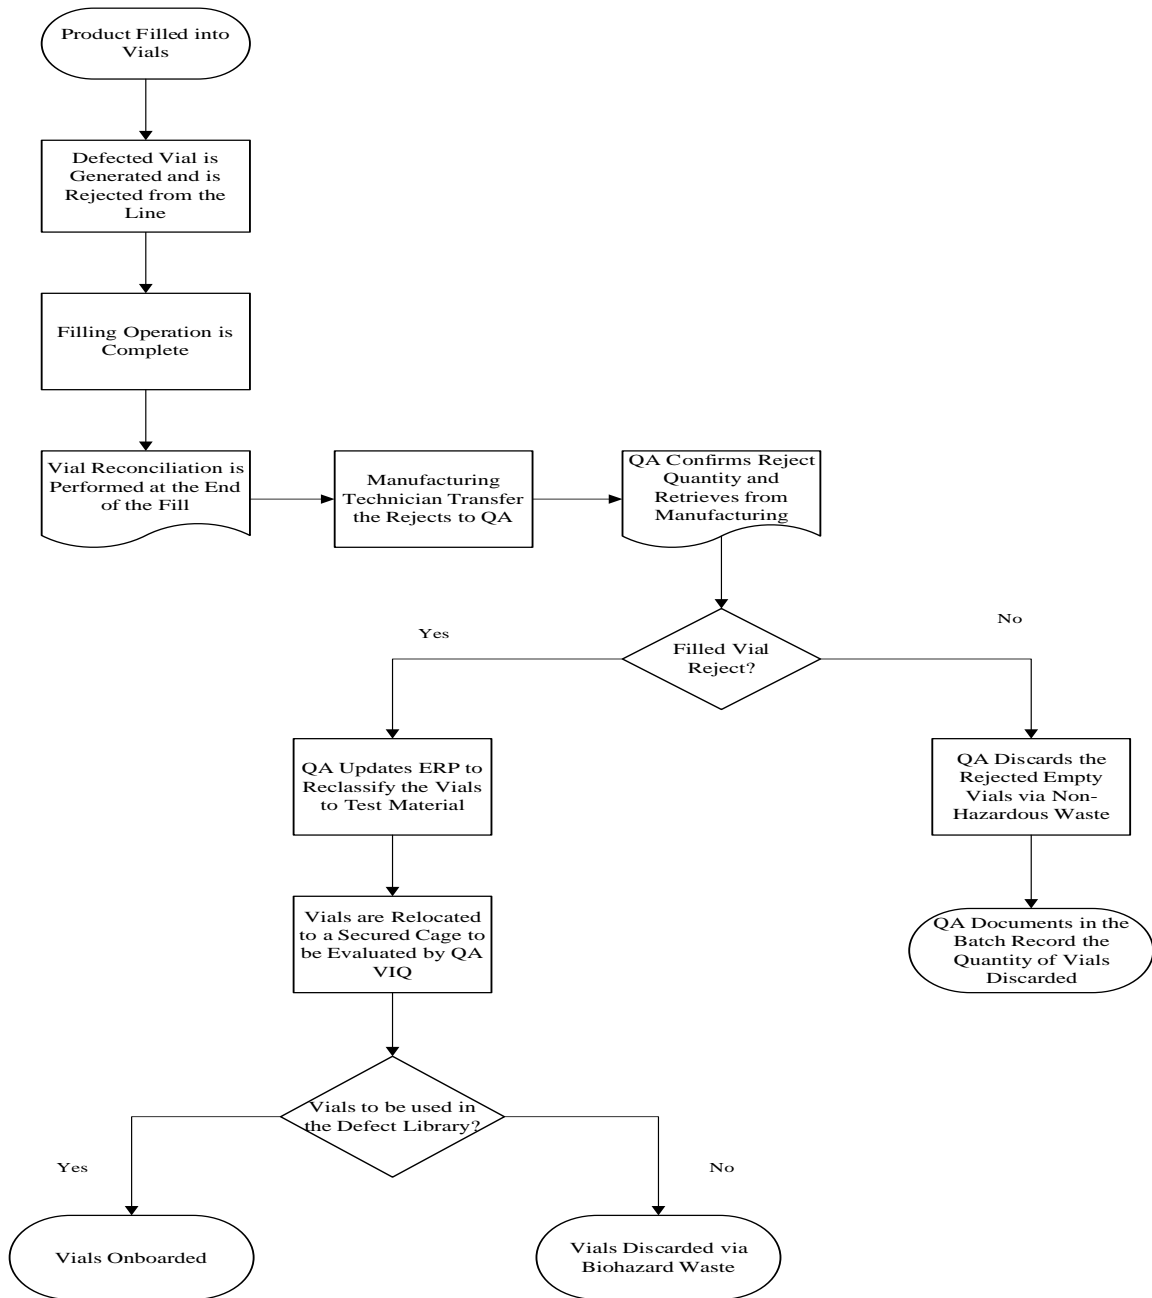 Product Filled into
Vials
Defected Vial is
Generated and is
Rejected from the
Line
Filling Operation is
Complete
Vial Reconciliation is
Performed at the End
of the Fill
Manufacturing
Technician Transfer
the Rejects to QA
QA Confirms Reject
Quantity and
Retrieves from
Manufacturing
Filled Vial
Reject?
Yes
No
QA Updates ERP to
Reclassify the Vials
to Test Material
QA Discards the
Rejected Empty
Vials via Non-
Hazardous Waste
Vials are Relocated
to a Secured Cage to
be Evaluated by QA
VIQ
QA Documents in the
Batch Record the
Quantity of Vials
Discarded
Vials to be used in
the Defect Library?
Yes
No
Vials Onboarded
Vials Discarded via
Biohazard Waste